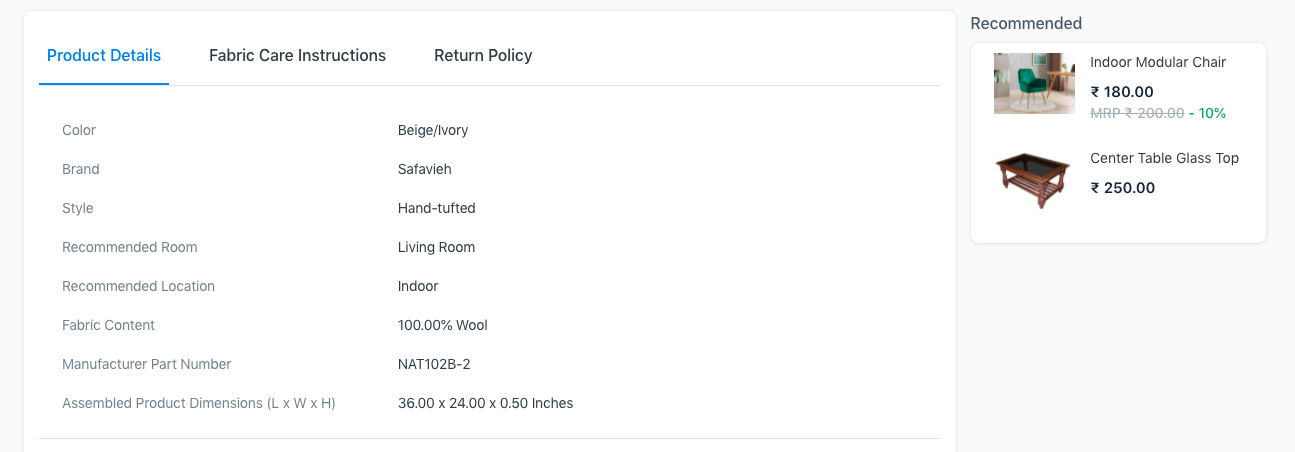 Product Details Fabric Care Instructions Return Policy
Color Beige/Ivory
Brand Safavieh
Style Hand-tufted
Recommended Room Living Room
Recommended Location Indoor
Fabric Content 100.00% Wool
Manufacturer Part Number NAT102B-2
Assembled Product Dimensions (L x W x H) 36.00 x 24.00 x 0.50 Inches
Recommended
Indoor Modular Chair
₹ 180.00
MRP ₹ 200.00 - 10%
Center Table Glass Top
₹ 250.00